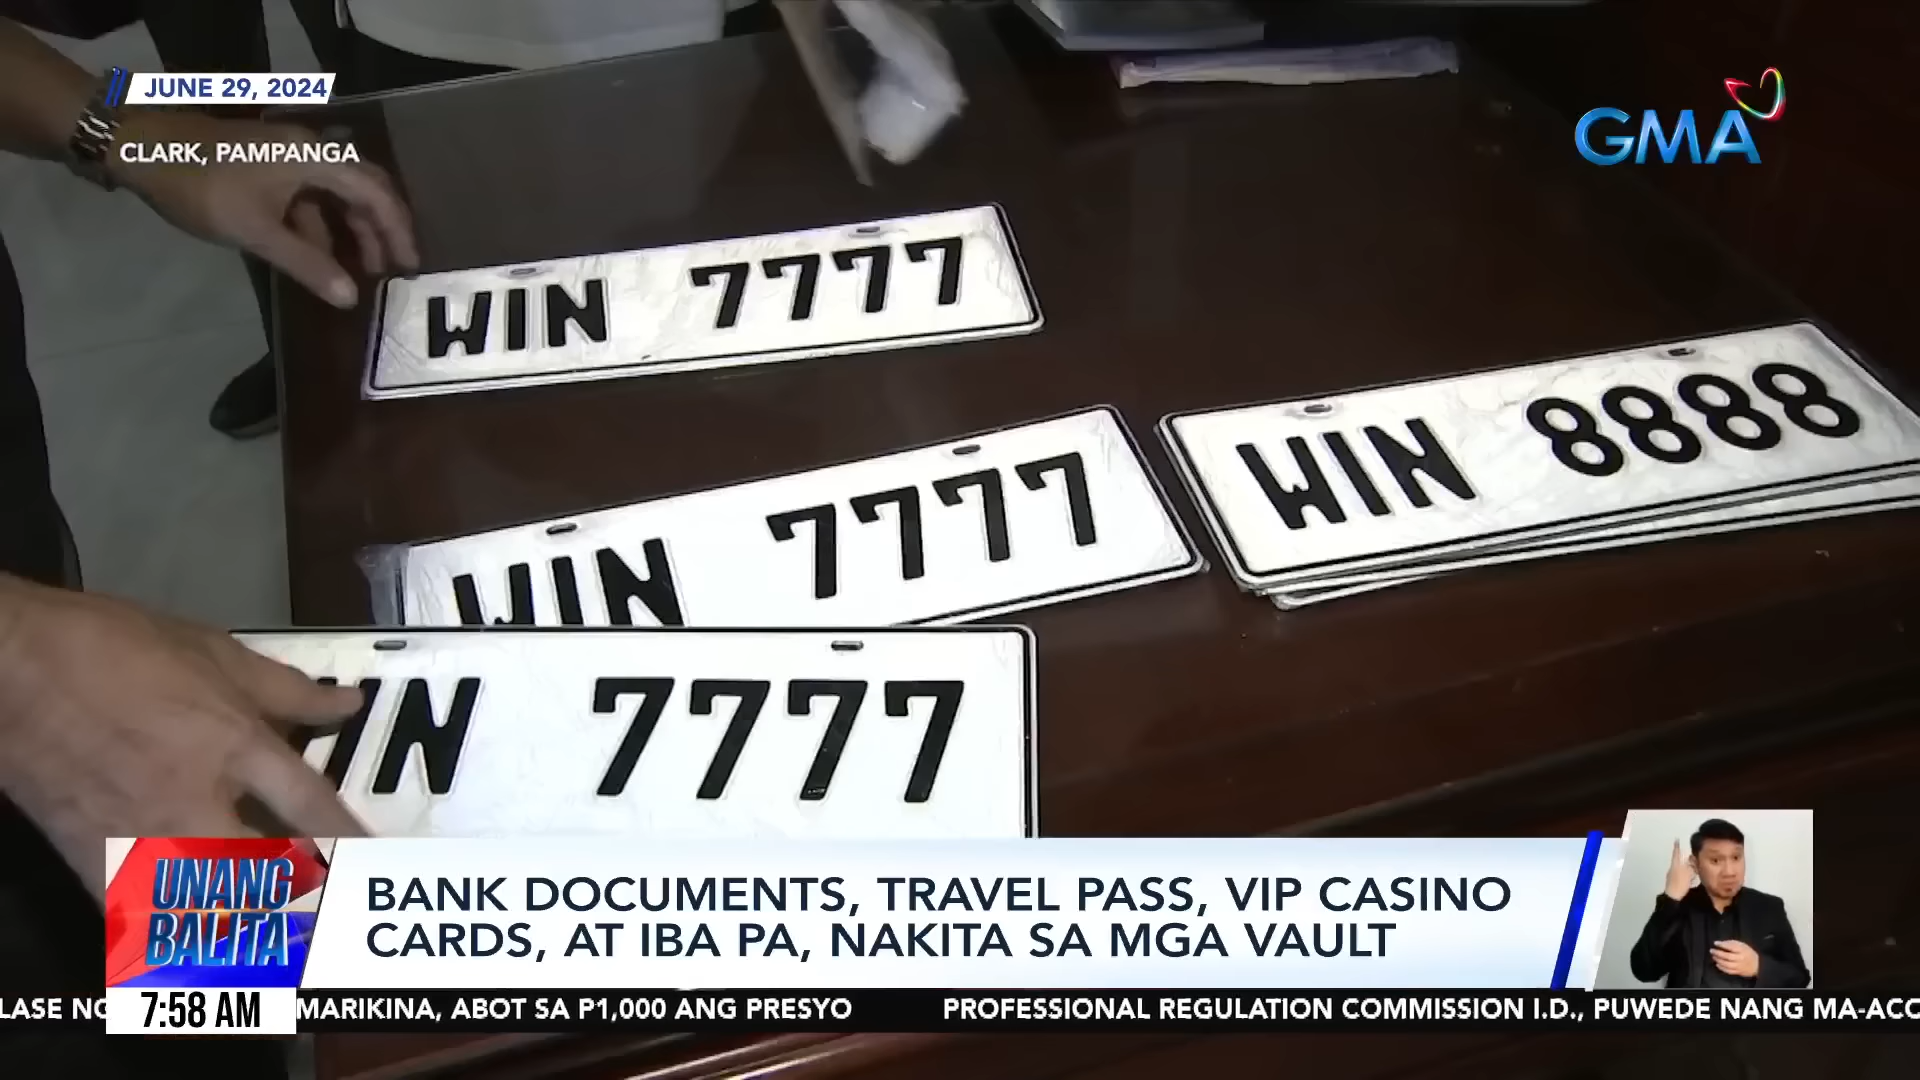 JUNE 29, 2024
CLARK, PAMPANGA
GMA
WIN 7777
WIN 8888
WIN 7777
7777
BANK DOCUMENTS, TRAVEL PASS, VIP CASINO
CARDS, AT IBA PA, NAKITA SA MGA VAULT
UNANG
BALITA
7:58 AM
NG MARIKINA, ABOT SA P1,000 ANG PRESYO PROFESSIONAL REGULATION COMMISSION I.D., PUWEDE NANG